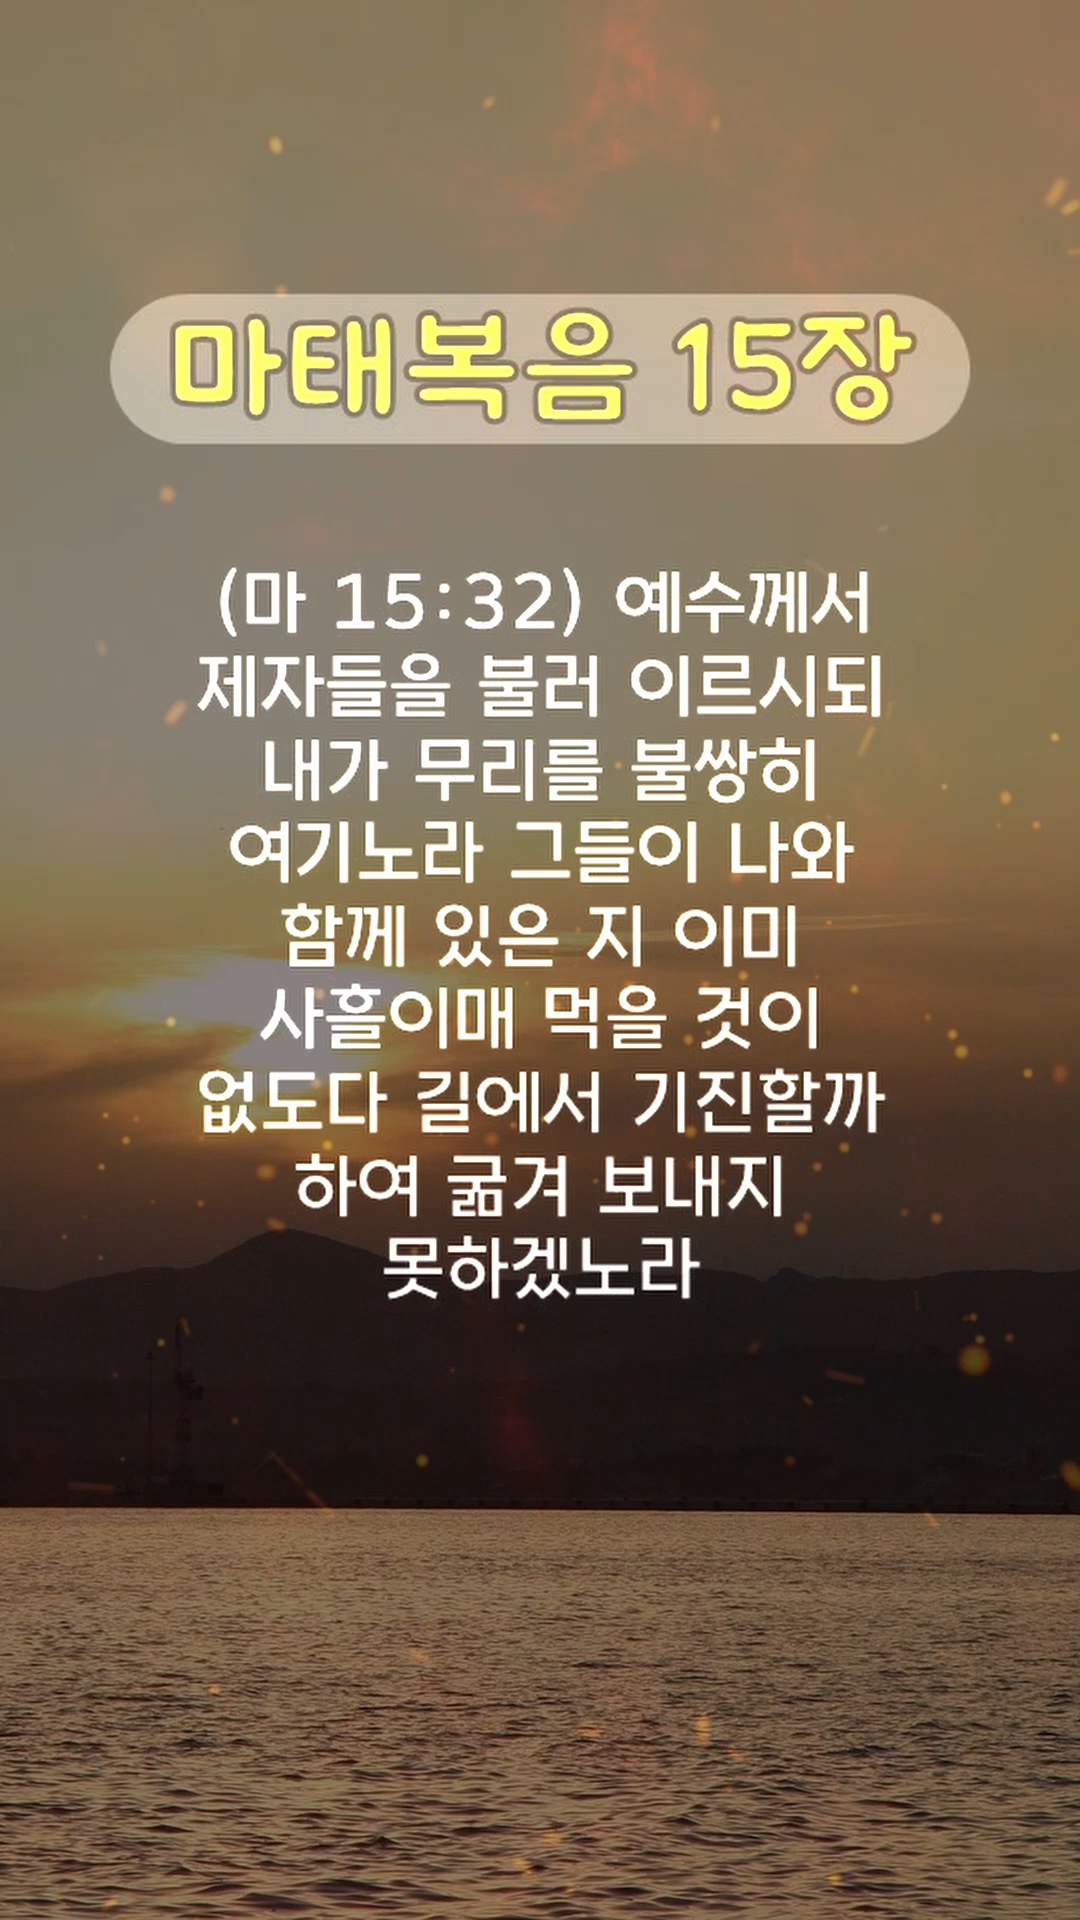 마태복음 15장
(마 15:32) 예수께서
제자들을 불러 이르시되
내가 무리를 불쌍히
여기노라 그들이 나와
함께 있은 지 이미
사흘이매 먹을 것이
없도다 길에서 기진할까
하여 굶겨 보내지
못하겠노라